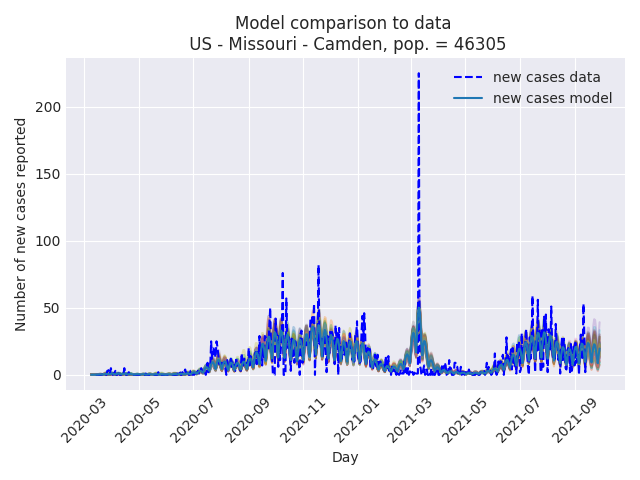 Model comparison to data
US - Missouri - Camden, pop. = 46305
new cases data
new cases model
Number of new cases reported
200
150
100
50
0
2020-03
2020-05
2020-07
2020-09
2020-11
2021-01
2021-03
2021-05
2021-07
2021-09
Day